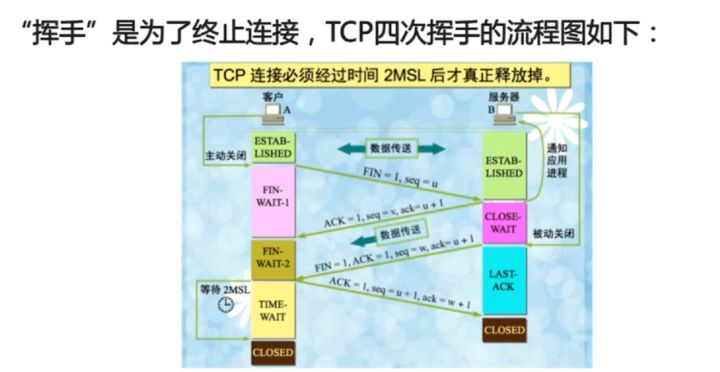 “挥手”是为了终止连接，TCP四次挥手的流程图如下：
TCP 连接必须经过时间 2MSL 后才真正释放掉。
客户
A
服务器
B
主动关闭
ESTAB-
LISHED
数据传送
ESTAB-
LISHED
通知
应用
进程
FIN = 1, seq = u
FIN-
WAIT-1
ACK = 1, seq = v, ack= u + 1
CLOSE-
WAIT
数据传送
被动关闭
FIN-
WAIT-2
FIN = 1, ACK = 1, seq = w, ack= u + 1
LAST-
ACK
ACK = 1, seq = u + 1, ack = w + 1
等待 2MSL
TIME-
WAIT
CLOSED
CLOSED